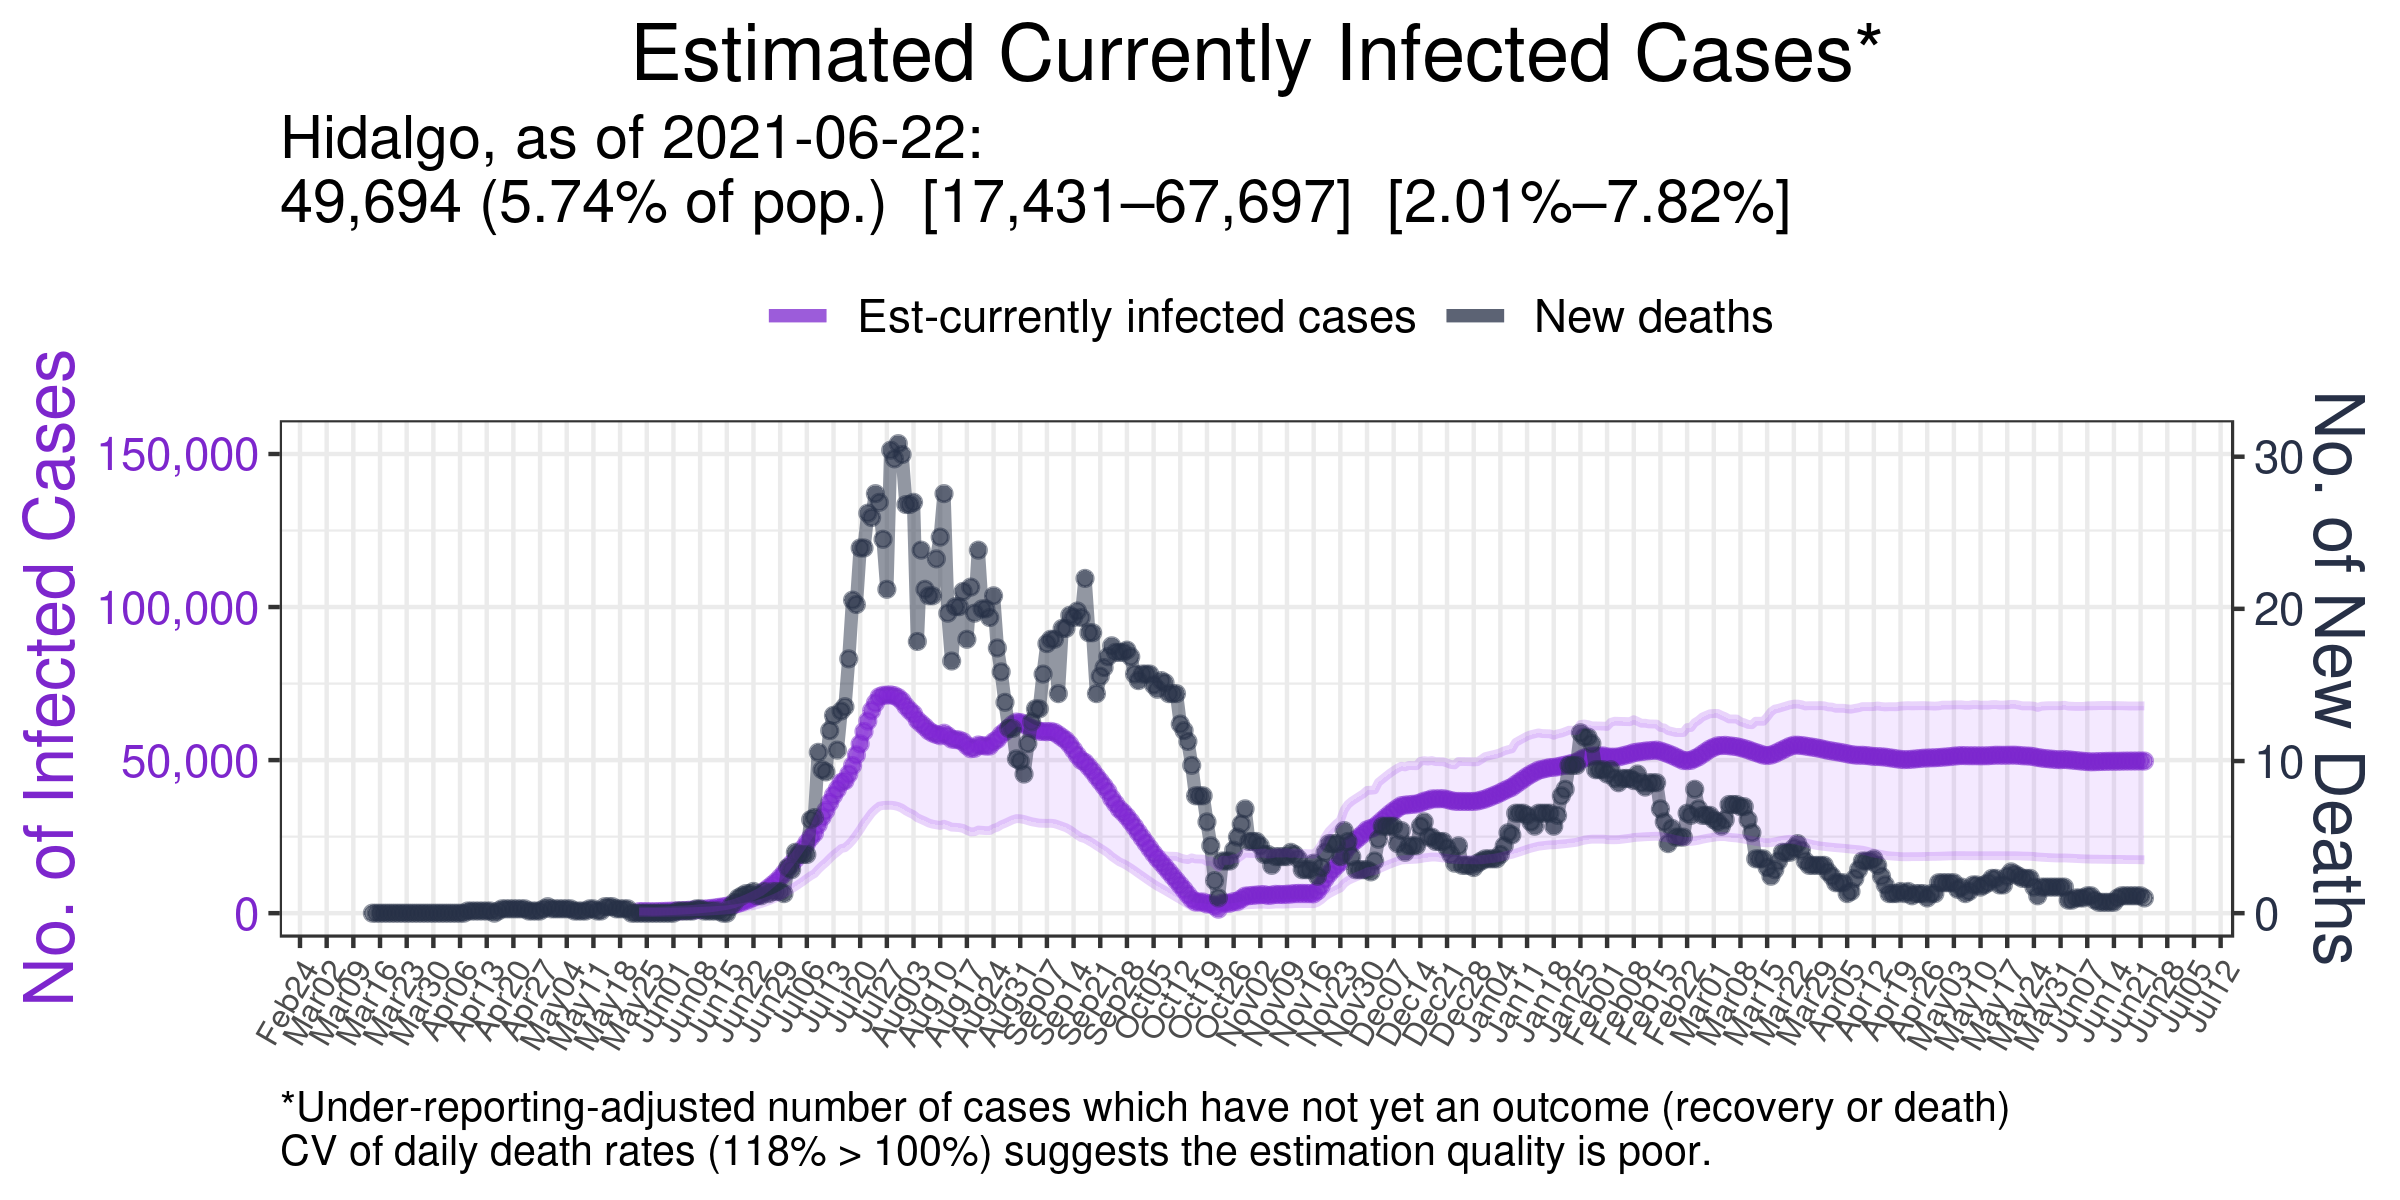 Estimated Currently Infected Cases*
Hidalgo, as of 2021-06-22:
49,694 (5.74% of pop.) [17,431–67,697] [2.01%–7.82%]
Est-currently infected cases
New deaths
No. of Infected Cases
150,000
100,000
50,000
0
30
20
10
0
No. of New Deaths
Feb24
Mar02
Mar09
Mar16
Mar23
Mar30
Apr06
Apr13
Apr20
Apr27
May04
May11
May18
May25
Jun01
Jun08
Jun15
Jun22
Jun29
Jul06
Jul13
Jul20
Jul27
Aug03
Aug10
Aug17
Aug24
Aug31
Sep07
Sep14
Sep21
Sep28
Oct05
Oct12
Oct19
Oct26
Nov02
Nov09
Nov16
Nov23
Nov30
Dec07
Dec14
Dec21
Dec28
Jan04
Jan11
Jan18
Jan25
Feb01
Feb08
Feb15
Feb22
Mar01
Mar08
Mar15
Mar22
Mar29
Apr05
Apr12
Apr19
Apr26
May03
May10
May17
May24
May31
Jun07
Jun14
Jun21
Jun28
Jul05
Jul12
*Under-reporting-adjusted number of cases which have not yet an outcome (recovery or death)
CV of daily death rates (118% > 100%) suggests the estimation quality is poor.